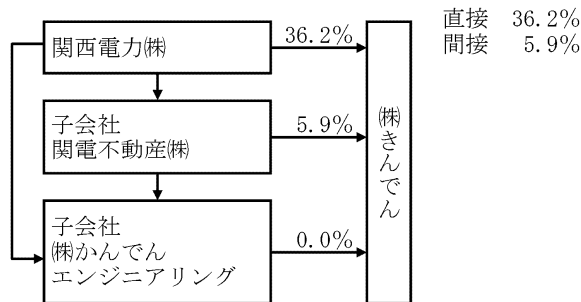 直接 36.2%
間接 5.9%
関西電力㈱
36.2%
子会社
関電不動産㈱
5.9%
子会社
㈱かんでん
エンジニアリング
0.0%
㈱きんでん